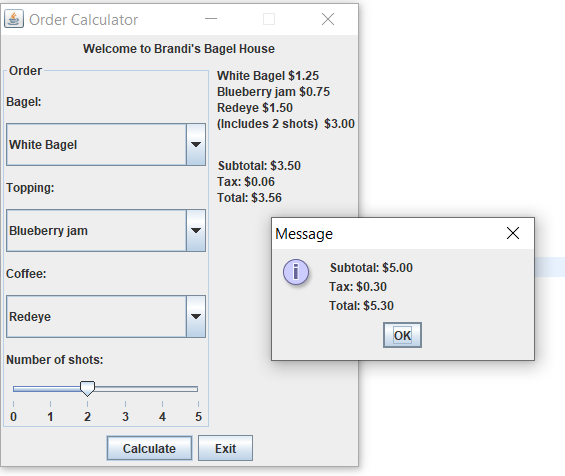 Order Calculator
Welcome to Brandi's Bagel House
Order
Bagel:
White Bagel
Topping:
Blueberry jam
Coffee:
Redeye
Number of shots:
0 1 2 3 4 5
White Bagel $1.25
Blueberry jam $0.75
Redeye $1.50
(Includes 2 shots) $3.00
Subtotal: $3.50
Tax: $0.06
Total: $3.56
Calculate
Exit
Message
i
Subtotal: $5.00
Tax: $0.30
Total: $5.30
OK